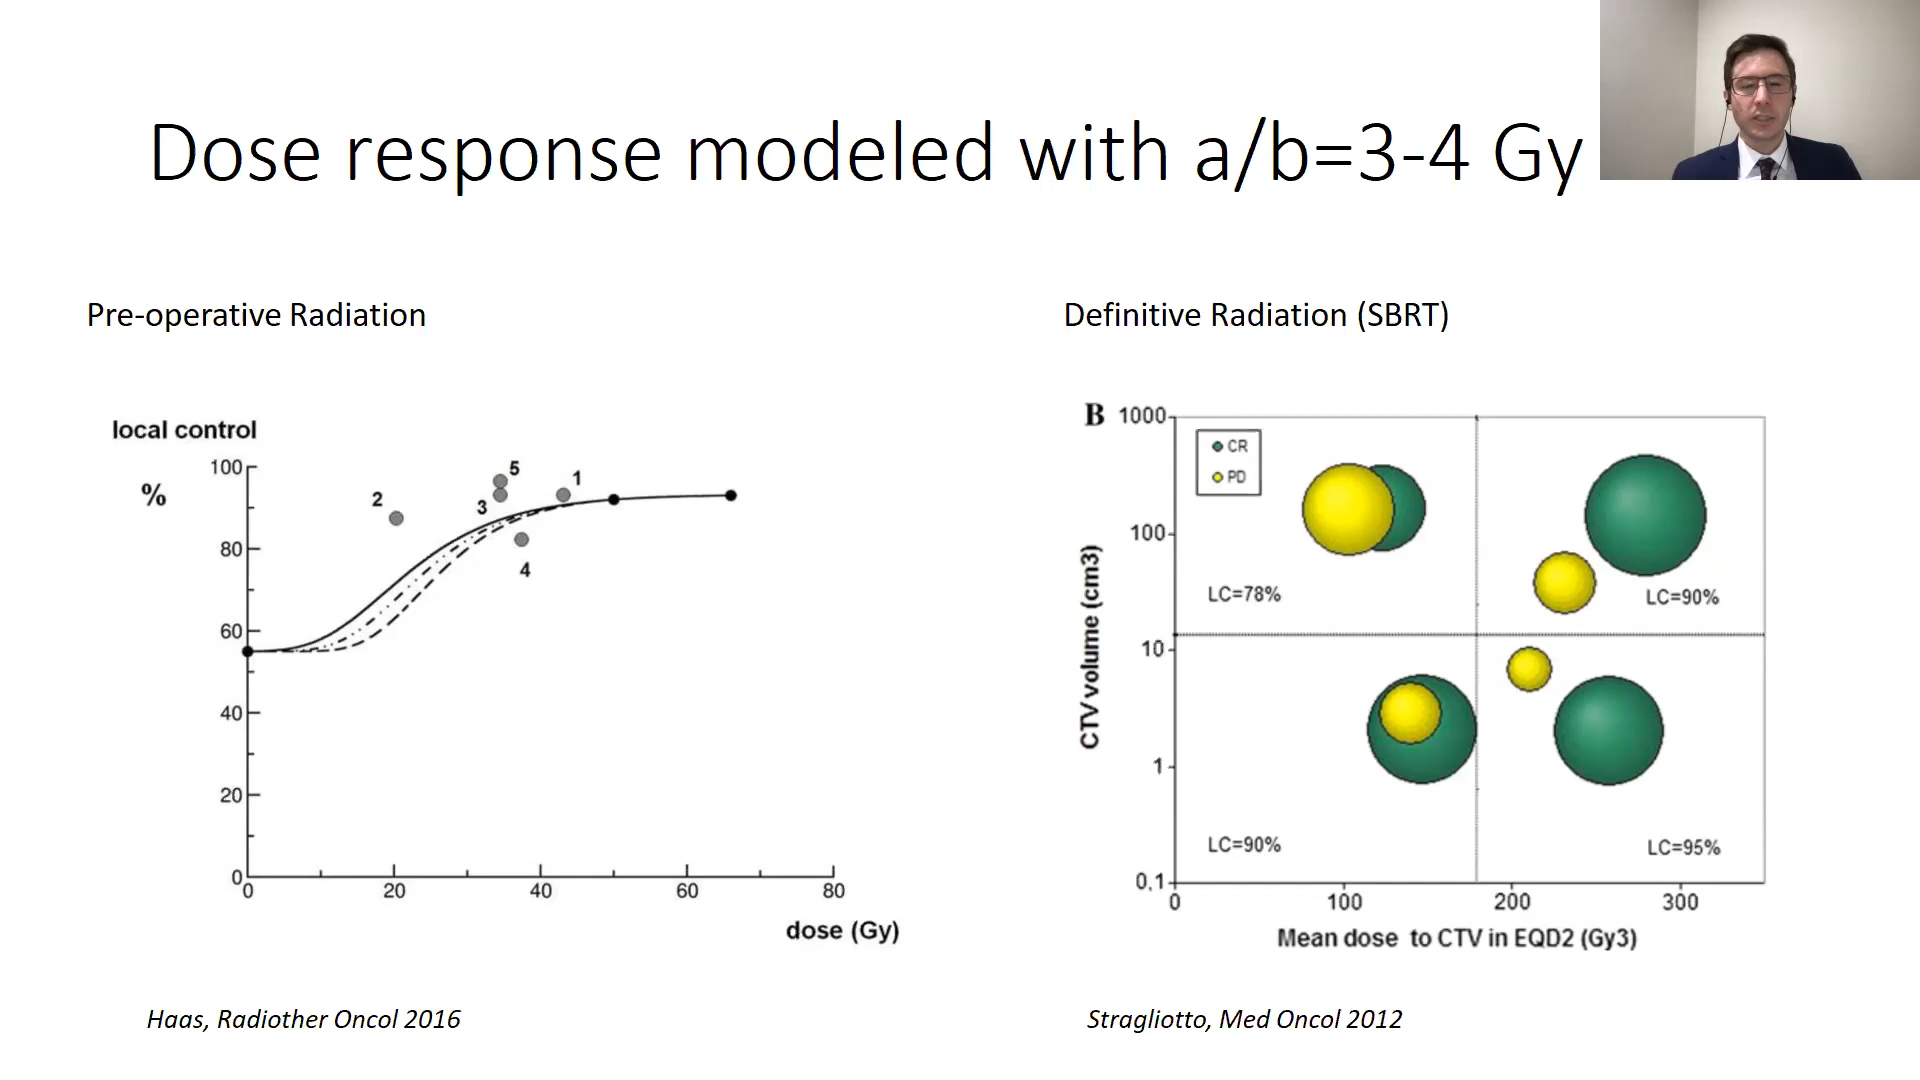 Dose response modeled with a/b=3-4 Gy
Pre-operative Radiation
local control
%
100
80
60
40
20
0
0 20 40 60 80
dose (Gy)
2
5
3
1
4
Haas, Radiother Oncol 2016
Definitive Radiation (SBRT)
B
CTV volume (cm3)
1000
100
10
1
0,1
CR
PD
LC=78%
LC=90%
LC=90%
LC=95%
0 100 200 300
Mean dose to CTV in EQD2 (Gy3)
Stragliotto, Med Oncol 2012